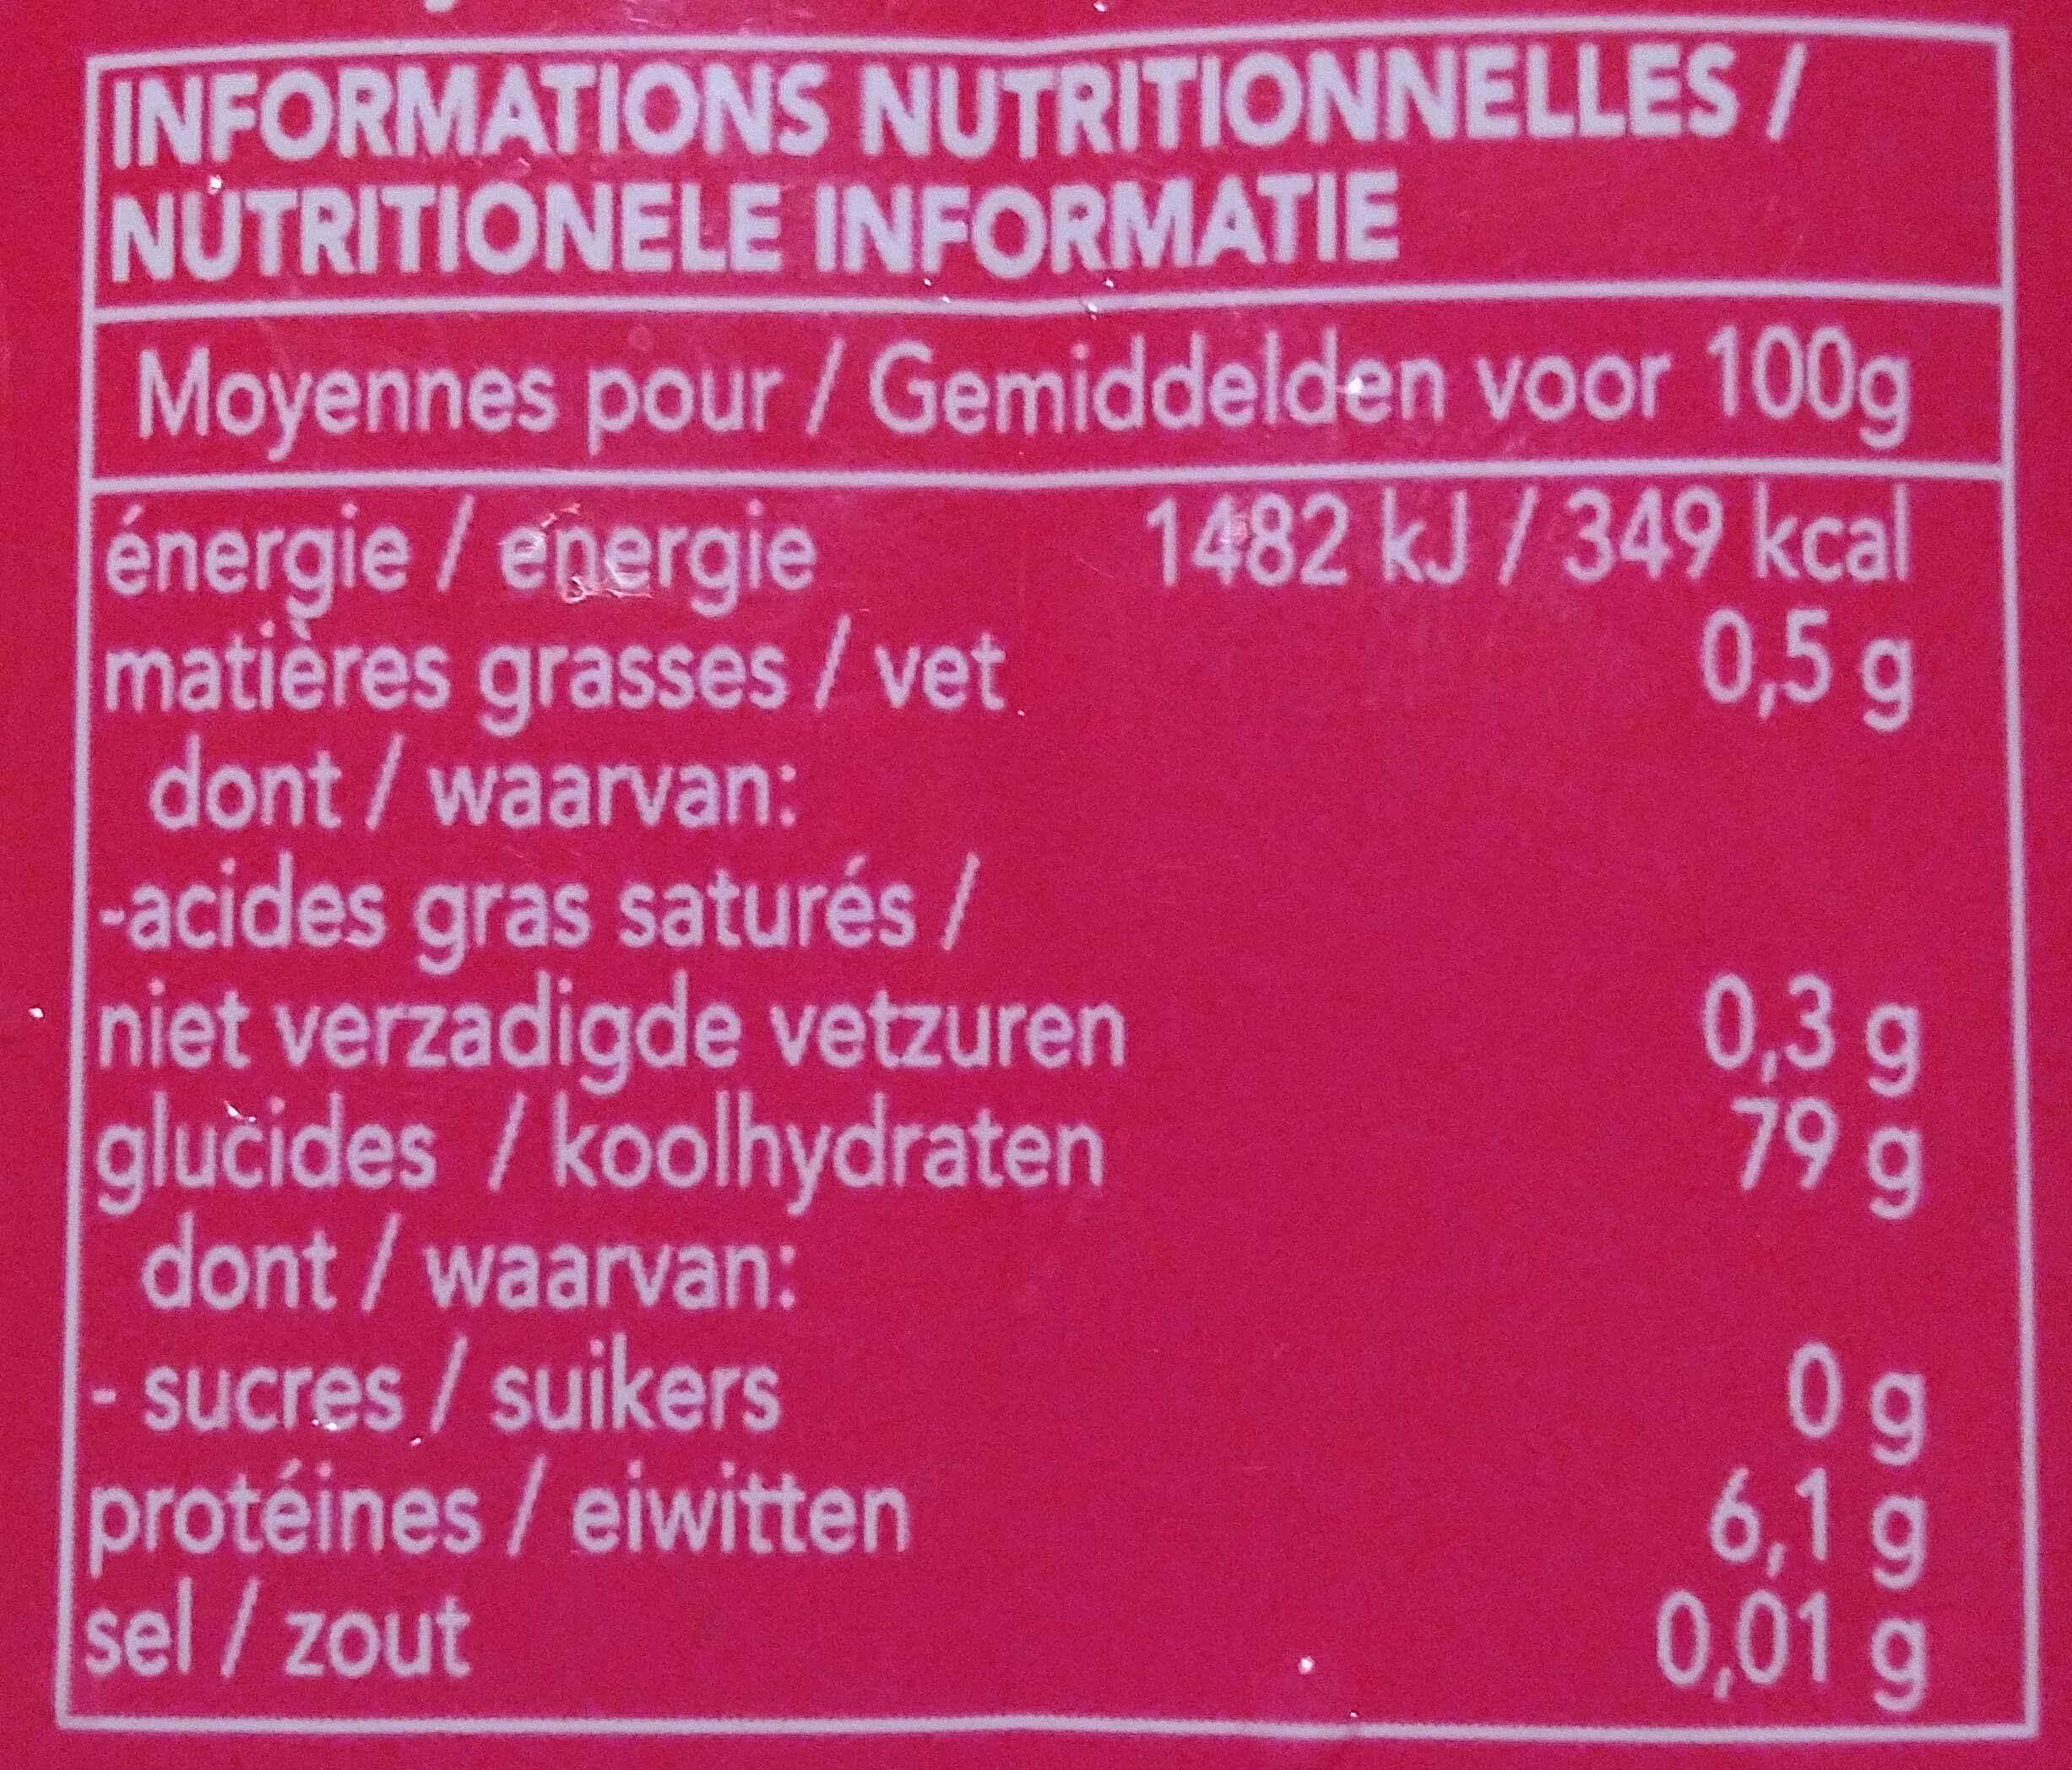 INFORMATIONS NUTRITIONNELLES /
NUTRITIONELE INFORMATIE
Moyennes pour / Gemiddelden voor 100g
énergie / energie 1482 kJ / 349 kcal
matières grasses / vet 0,5 g
dont / waarvan:
-acides gras saturés /
niet verzadigde vetzuren 0,3 g
glucides / koolhydraten 79 g
dont / waarvan:
- sucres / suikers 0 g
protéines / eiwitten 6,1 g
sel / zout 0,01 g